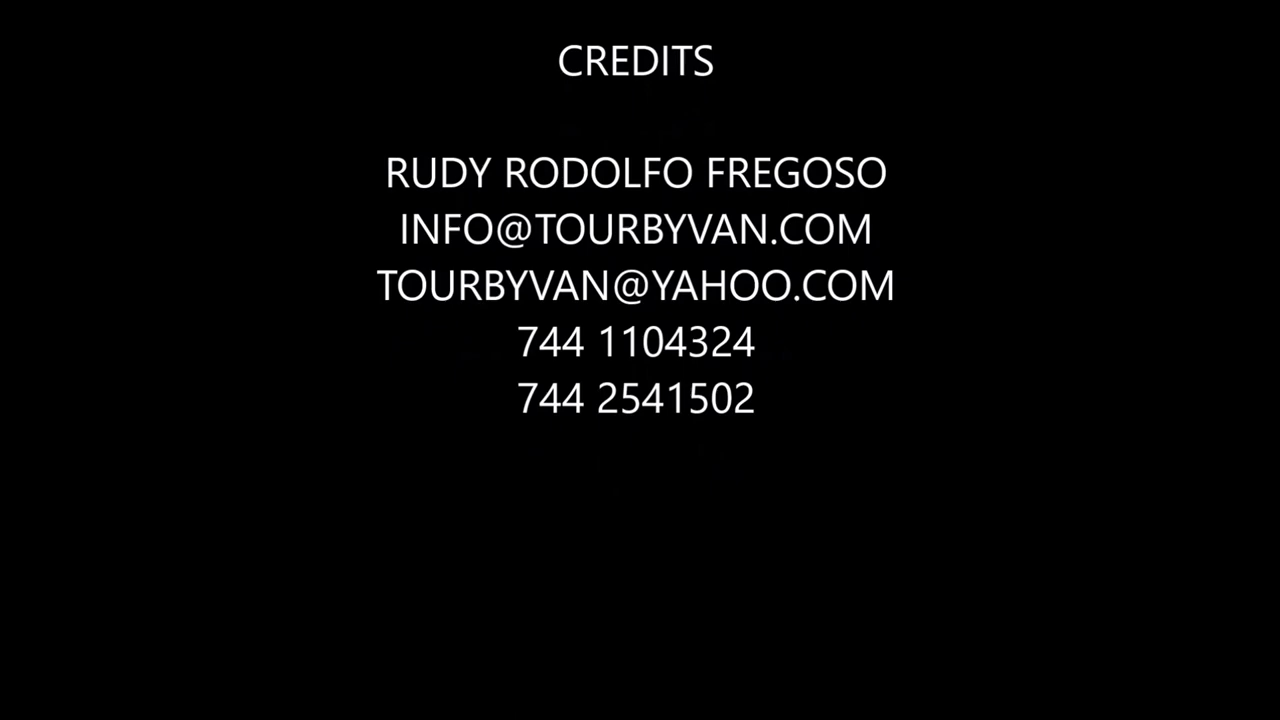 CREDITS
RUDY RODOLFO FREGOSO
INFO@TOURBYVAN.COM
TOURBYVAN@YAHOO.COM
744 1104324
744 2541502